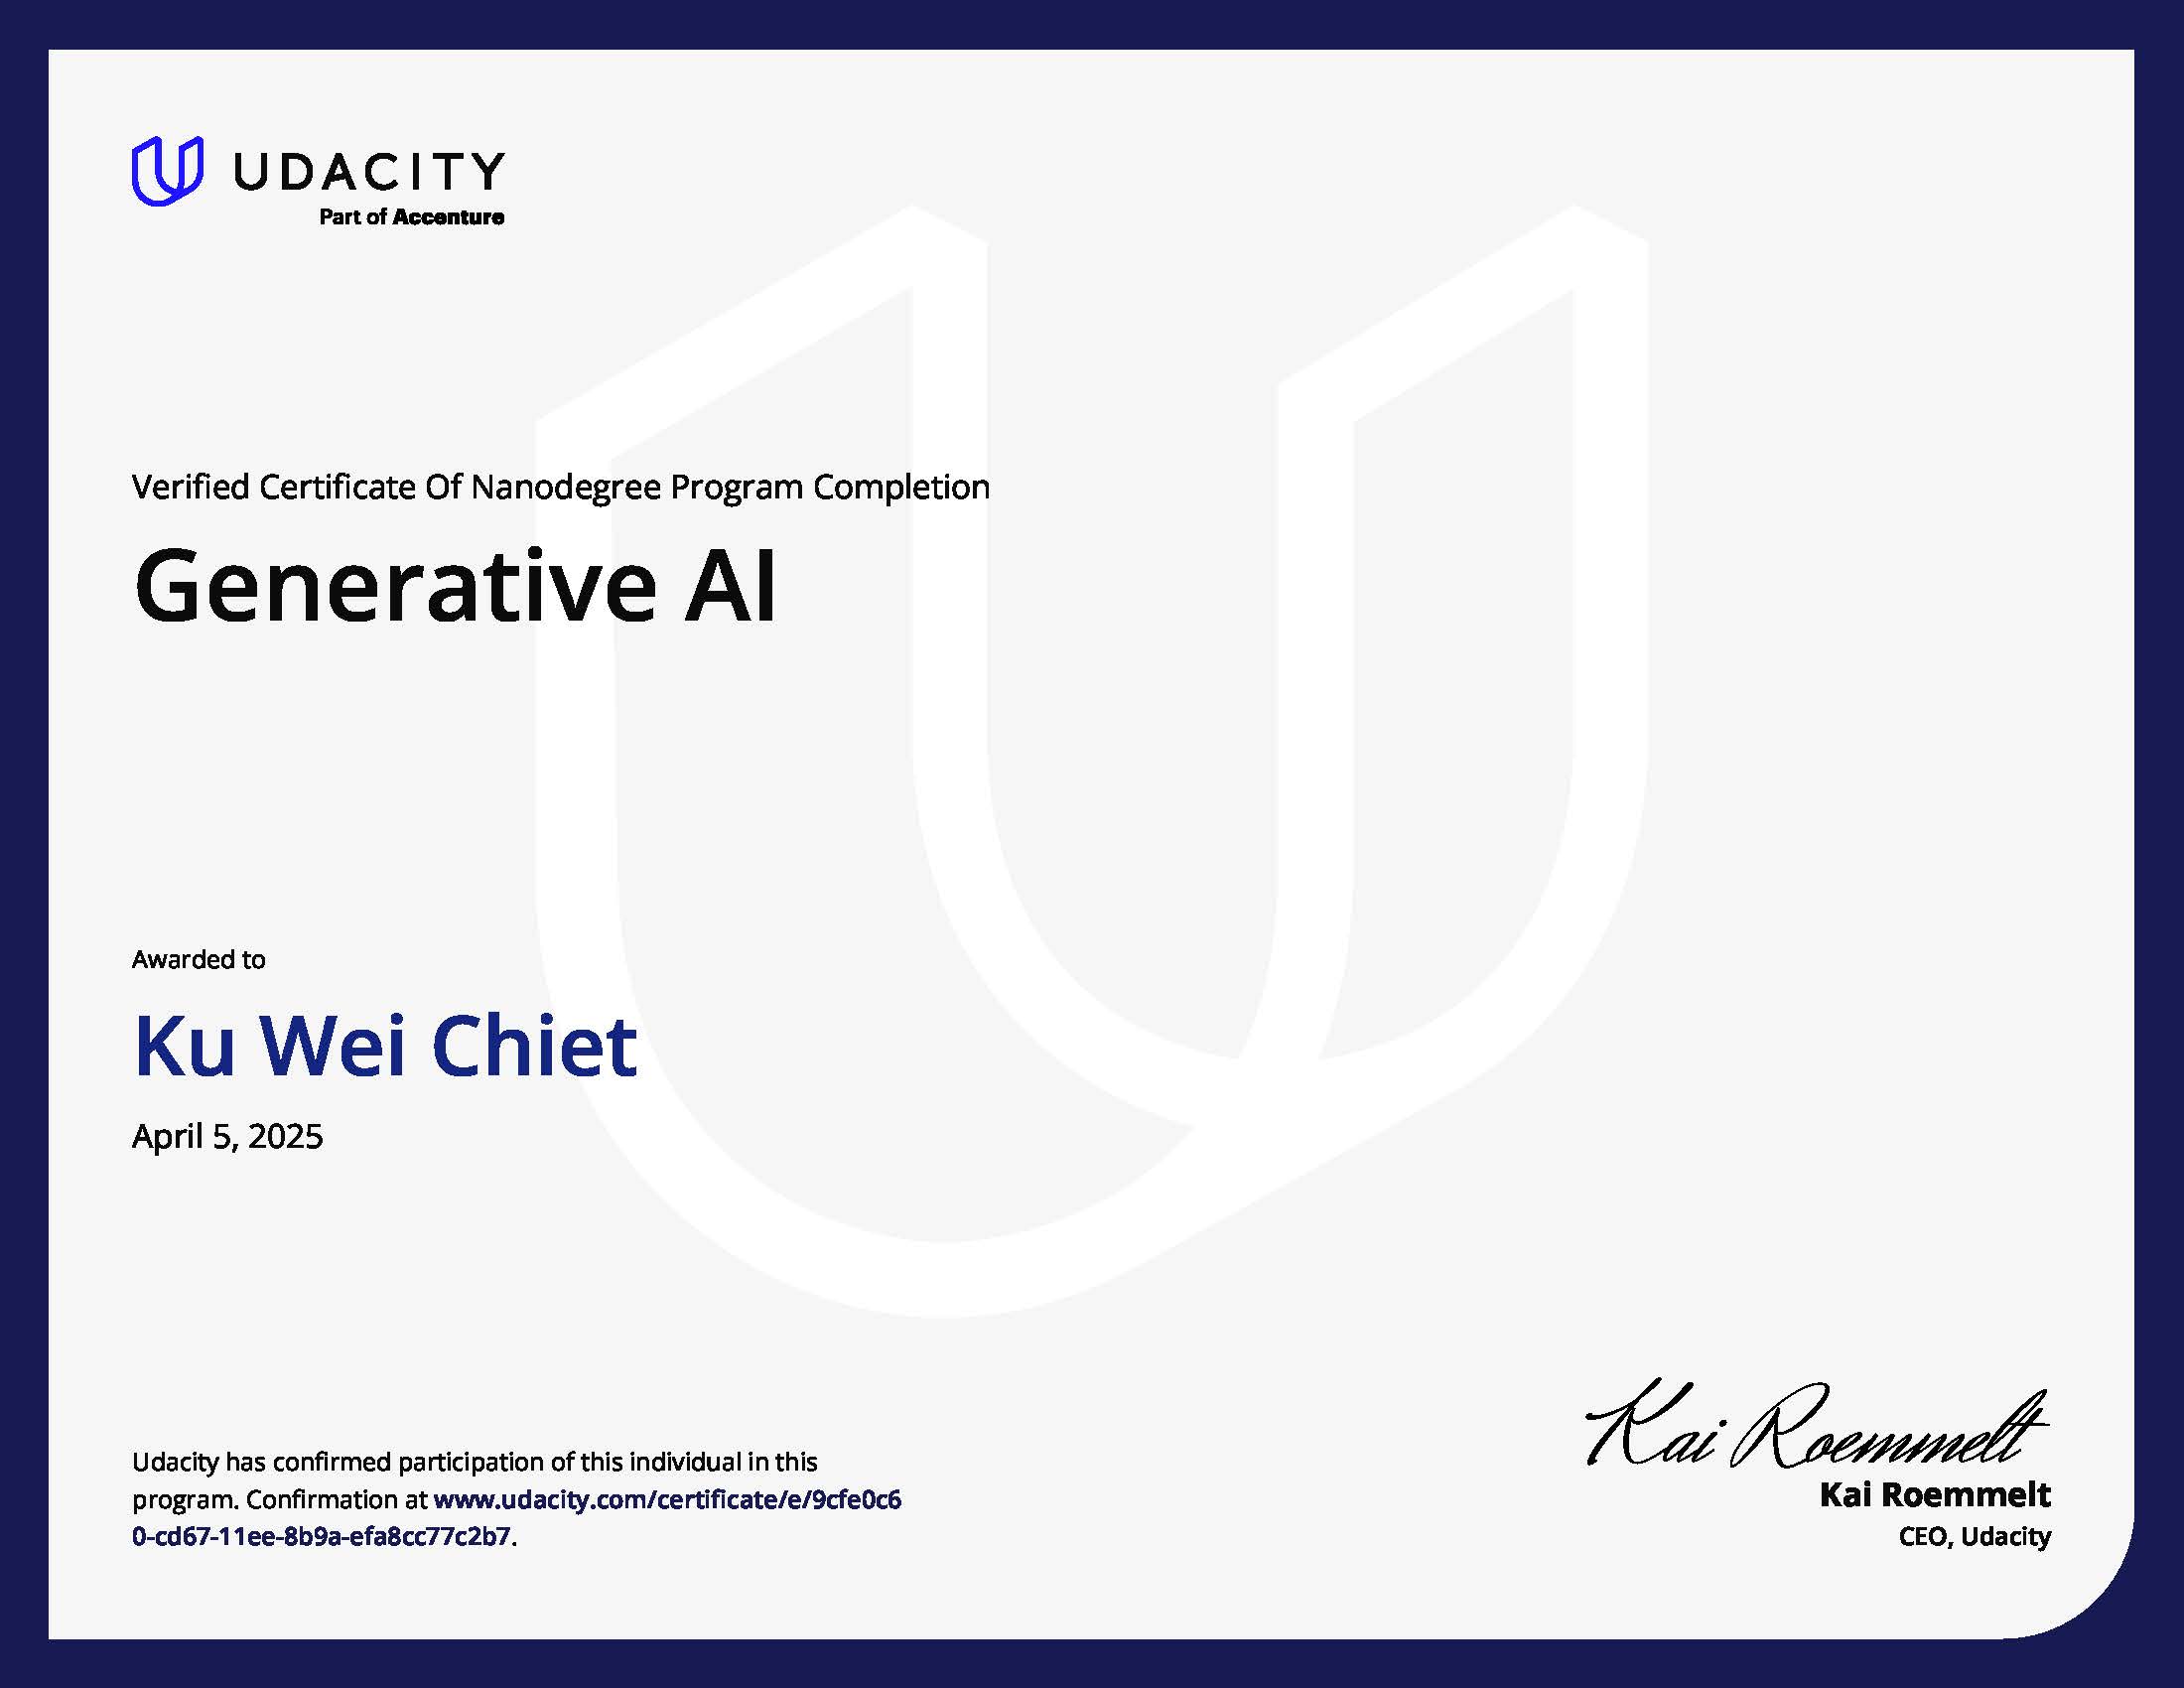 UDACITY
Part of Accenture
Verified Certificate Of Nanodegree Program Completion
Generative AI
Awarded to
Ku Wei Chiet
April 5, 2025
Udacity has confirmed participation of this individual in this
program. Confirmation at www.udacity.com/certificate/e/9cfe0c6
0-cd67-11ee-8b9a-efa8cc77c2b7.
Kai Roemmelt
Kai Roemmelt
CEO, Udacity